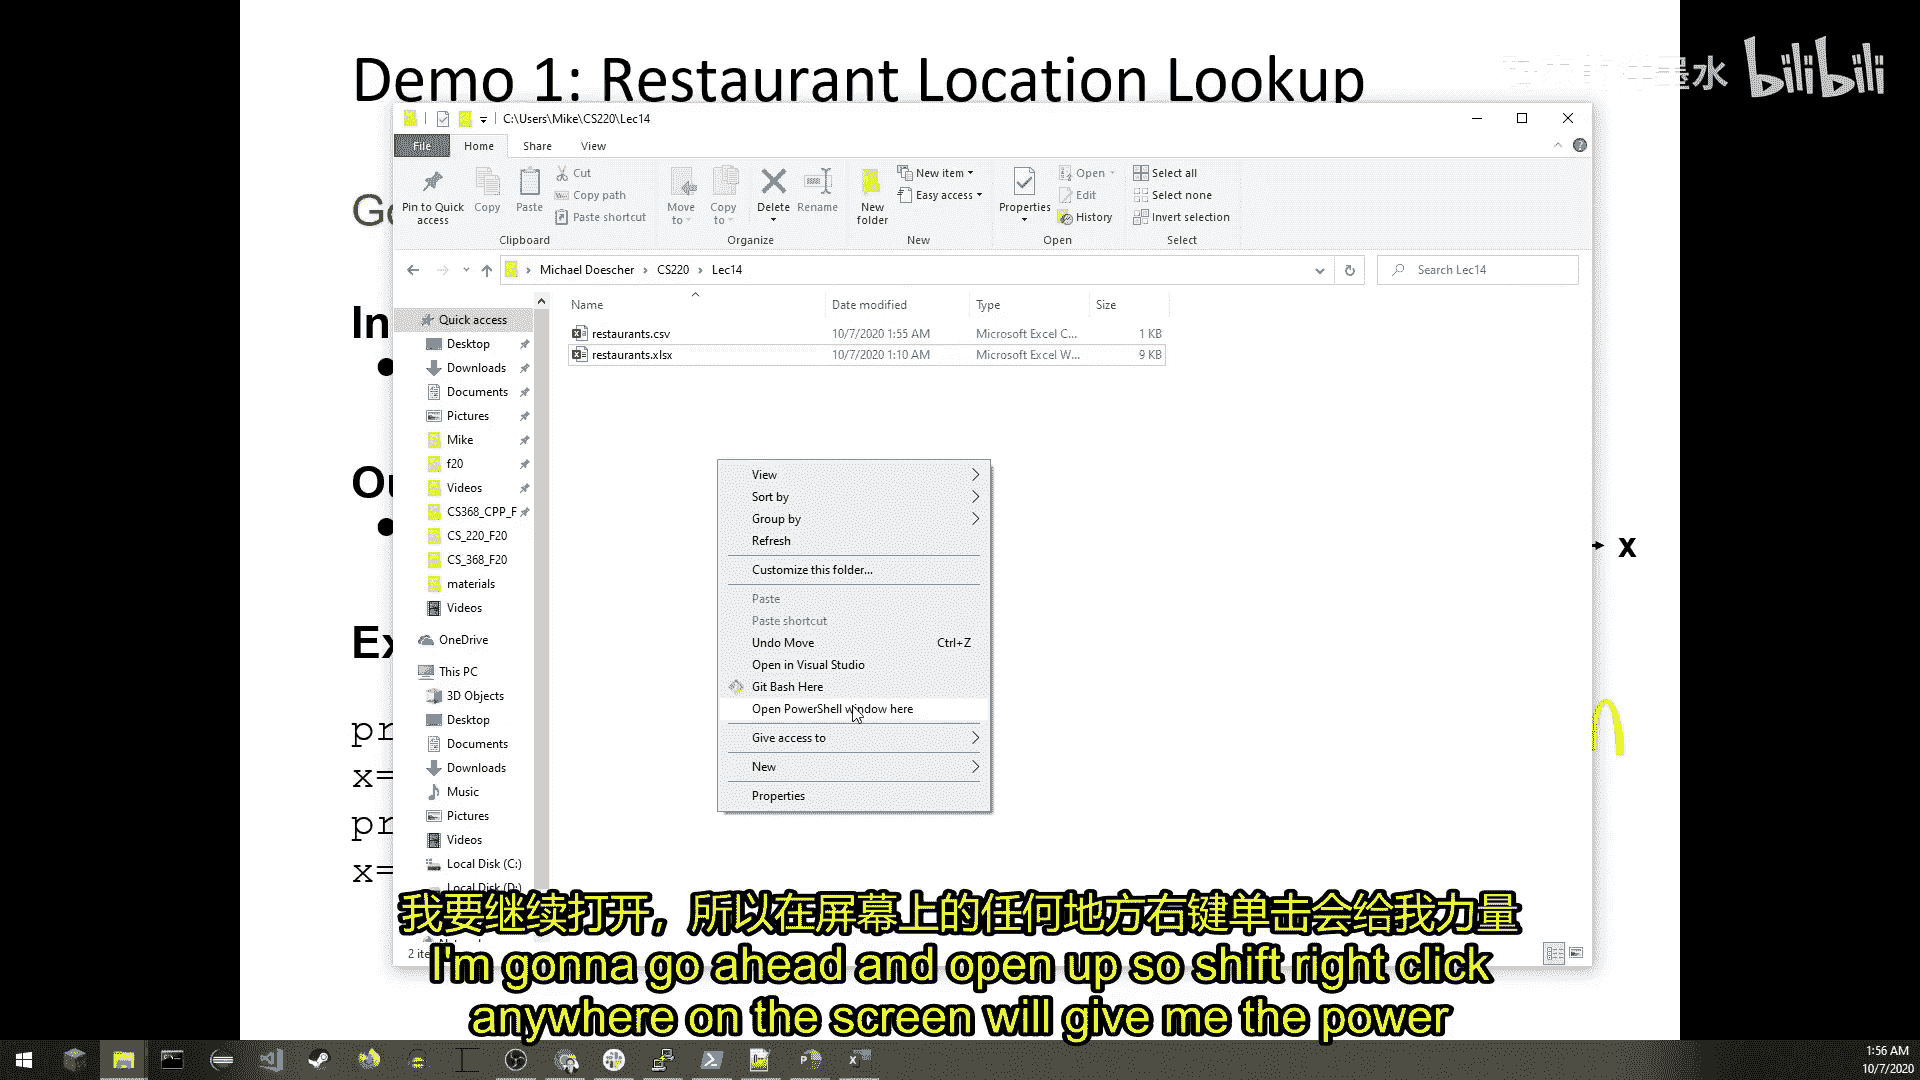 Demo 1: Restaurant Location Lookup
墨水 bilibili
C:\Users\Mike\CS220\Lec14
File Home Share View
Pin to Quick access
Copy
Paste
Cut
Copy path
Paste shortcut
Clipboard
Move to
Copy to
Delete
Rename
Organize
New folder
New item
Easy access
New
Properties
Open
Edit
History
Open
Select all
Select none
Invert selection
Select
Michael Doescher CS220 Lec14
Search Lec14
Name Date modified Type Size
restaurants.csv 10/7/2020 1:55 AM Microsoft Excel C... 1 KB
restaurants.xlsx 10/7/2020 1:10 AM Microsoft Excel W... 9 KB
Quick access
Desktop
Downloads
Documents
Pictures
Mike
f20
Videos
CS368_CPP_F
CS_220_F20
CS_368_F20
materials
Videos
OneDrive
This PC
3D Objects
Desktop
Documents
Downloads
Music
Pictures
Videos
Local Disk (C:)
Local Disk (D:)
View
Sort by
Group by
Refresh
Customize this folder...
Paste
Paste shortcut
Undo Move Ctrl+Z
Open in Visual Studio
Git Bash Here
Open PowerShell window here
Give access to
New
Properties
Go
In
Ou
Ex
pr
x=
pr
x=
x
2 ite
我要继续打开，所以在屏幕上的任何地方右键单击会给我力量
I'm gonna go ahead and open up so shift right click
anywhere on the screen will give me the power
1:56 AM
10/7/2020